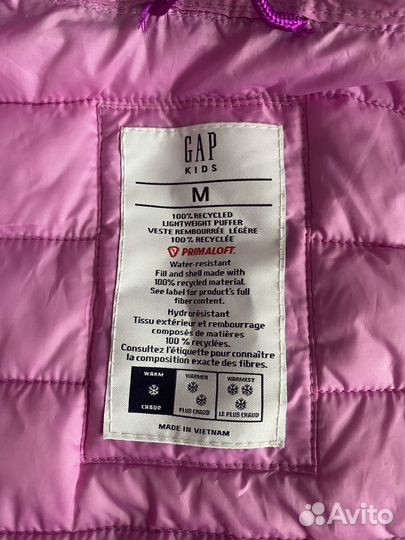 GAP
KIDS
M
100% RECYCLED
LIGHTWEIGHT PUFFER
VESTE REMBOURRÉE LÉGÈRE
100 % RECYCLÉE
PRIMALOFT.
Water-resistant
Fill and shell made with
100% recycled material.
See label for product's full
fiber content.
Hydrorésistant
Tissu extérieur et rembourrage
composés de matières
100 % recyclées.
Consultez l'étiquette pour connaître
la composition exacte des fibres.
WARM WARMER WARMEST
CHAUD PLUS CHAUD LE PLUS CHAUD
MADE IN VIETNAM
Avito